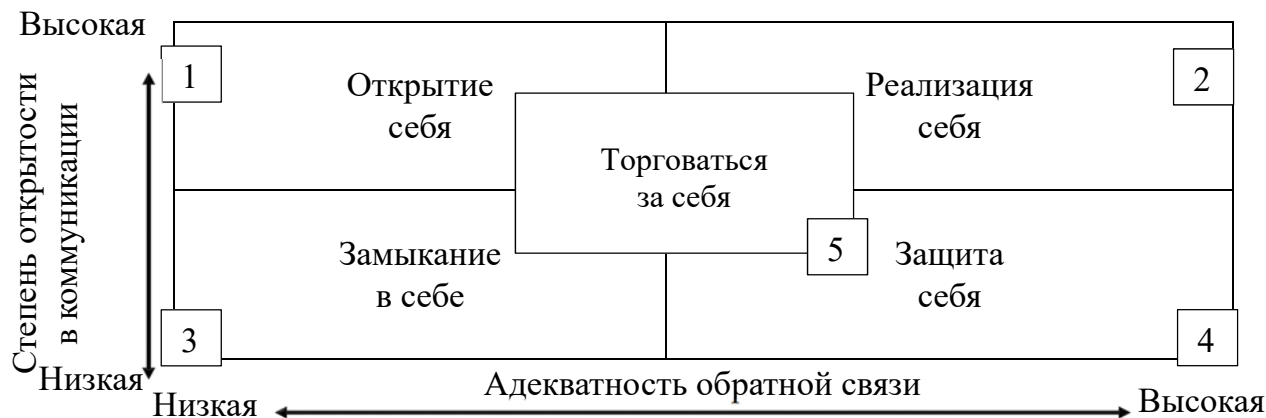 Высокая
Степень открытости
в коммуникации
1
Открытие
себя
Реализация
себя
2
Торговаться
за себя
5
Замыкание
в себе
Защита
себя
3
4
Низкая
Адекватность обратной связи
Низкая
Высокая